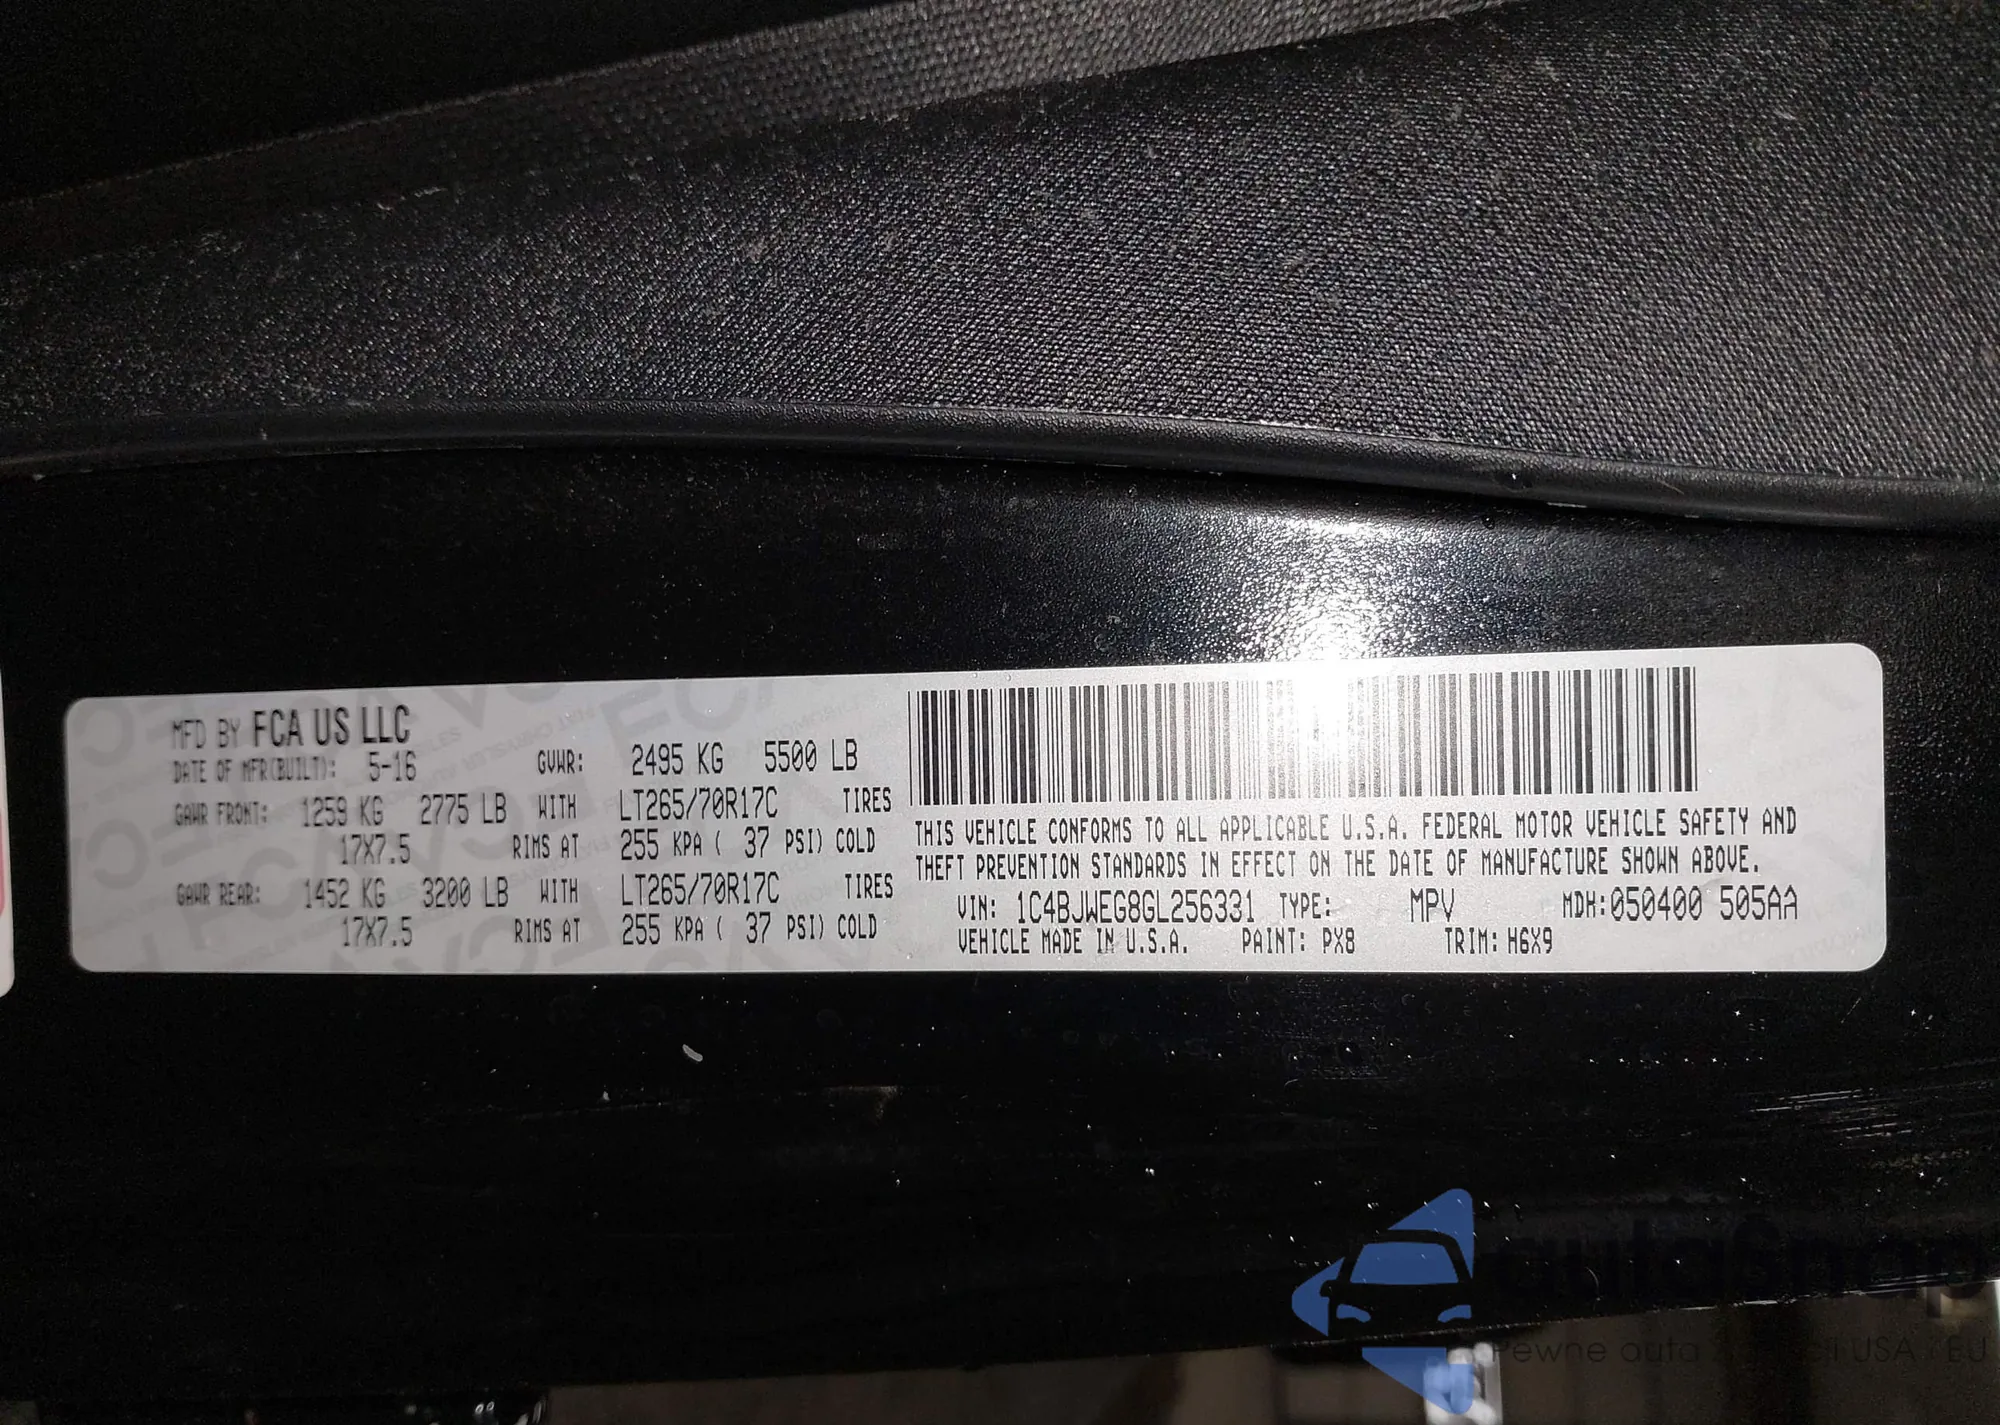 MFD BY FCA US LLC
DATE OF MFR(BUILT): 5-16 GVWR: 2495 KG 5500 LB
GAWR FRONT: 1259 KG 2775 LB WITH LT265/70R17C TIRES
17X7.5 RIMS AT 255 KPA ( 37 PSI) COLD
GAWR REAR: 1452 KG 3200 LB WITH LT265/70R17C TIRES
17X7.5 RIMS AT 255 KPA ( 37 PSI) COLD
THIS VEHICLE CONFORMS TO ALL APPLICABLE U.S.A. FEDERAL MOTOR VEHICLE SAFETY AND
THEFT PREVENTION STANDARDS IN EFFECT ON THE DATE OF MANUFACTURE SHOWN ABOVE.
VIN: 1C4BJWEG8GL256331 TYPE: MPV MDH:050400 505AA
VEHICLE MADE IN U.S.A. PAINT: PX8 TRIM: H6X9
Pewne auta USA i EU